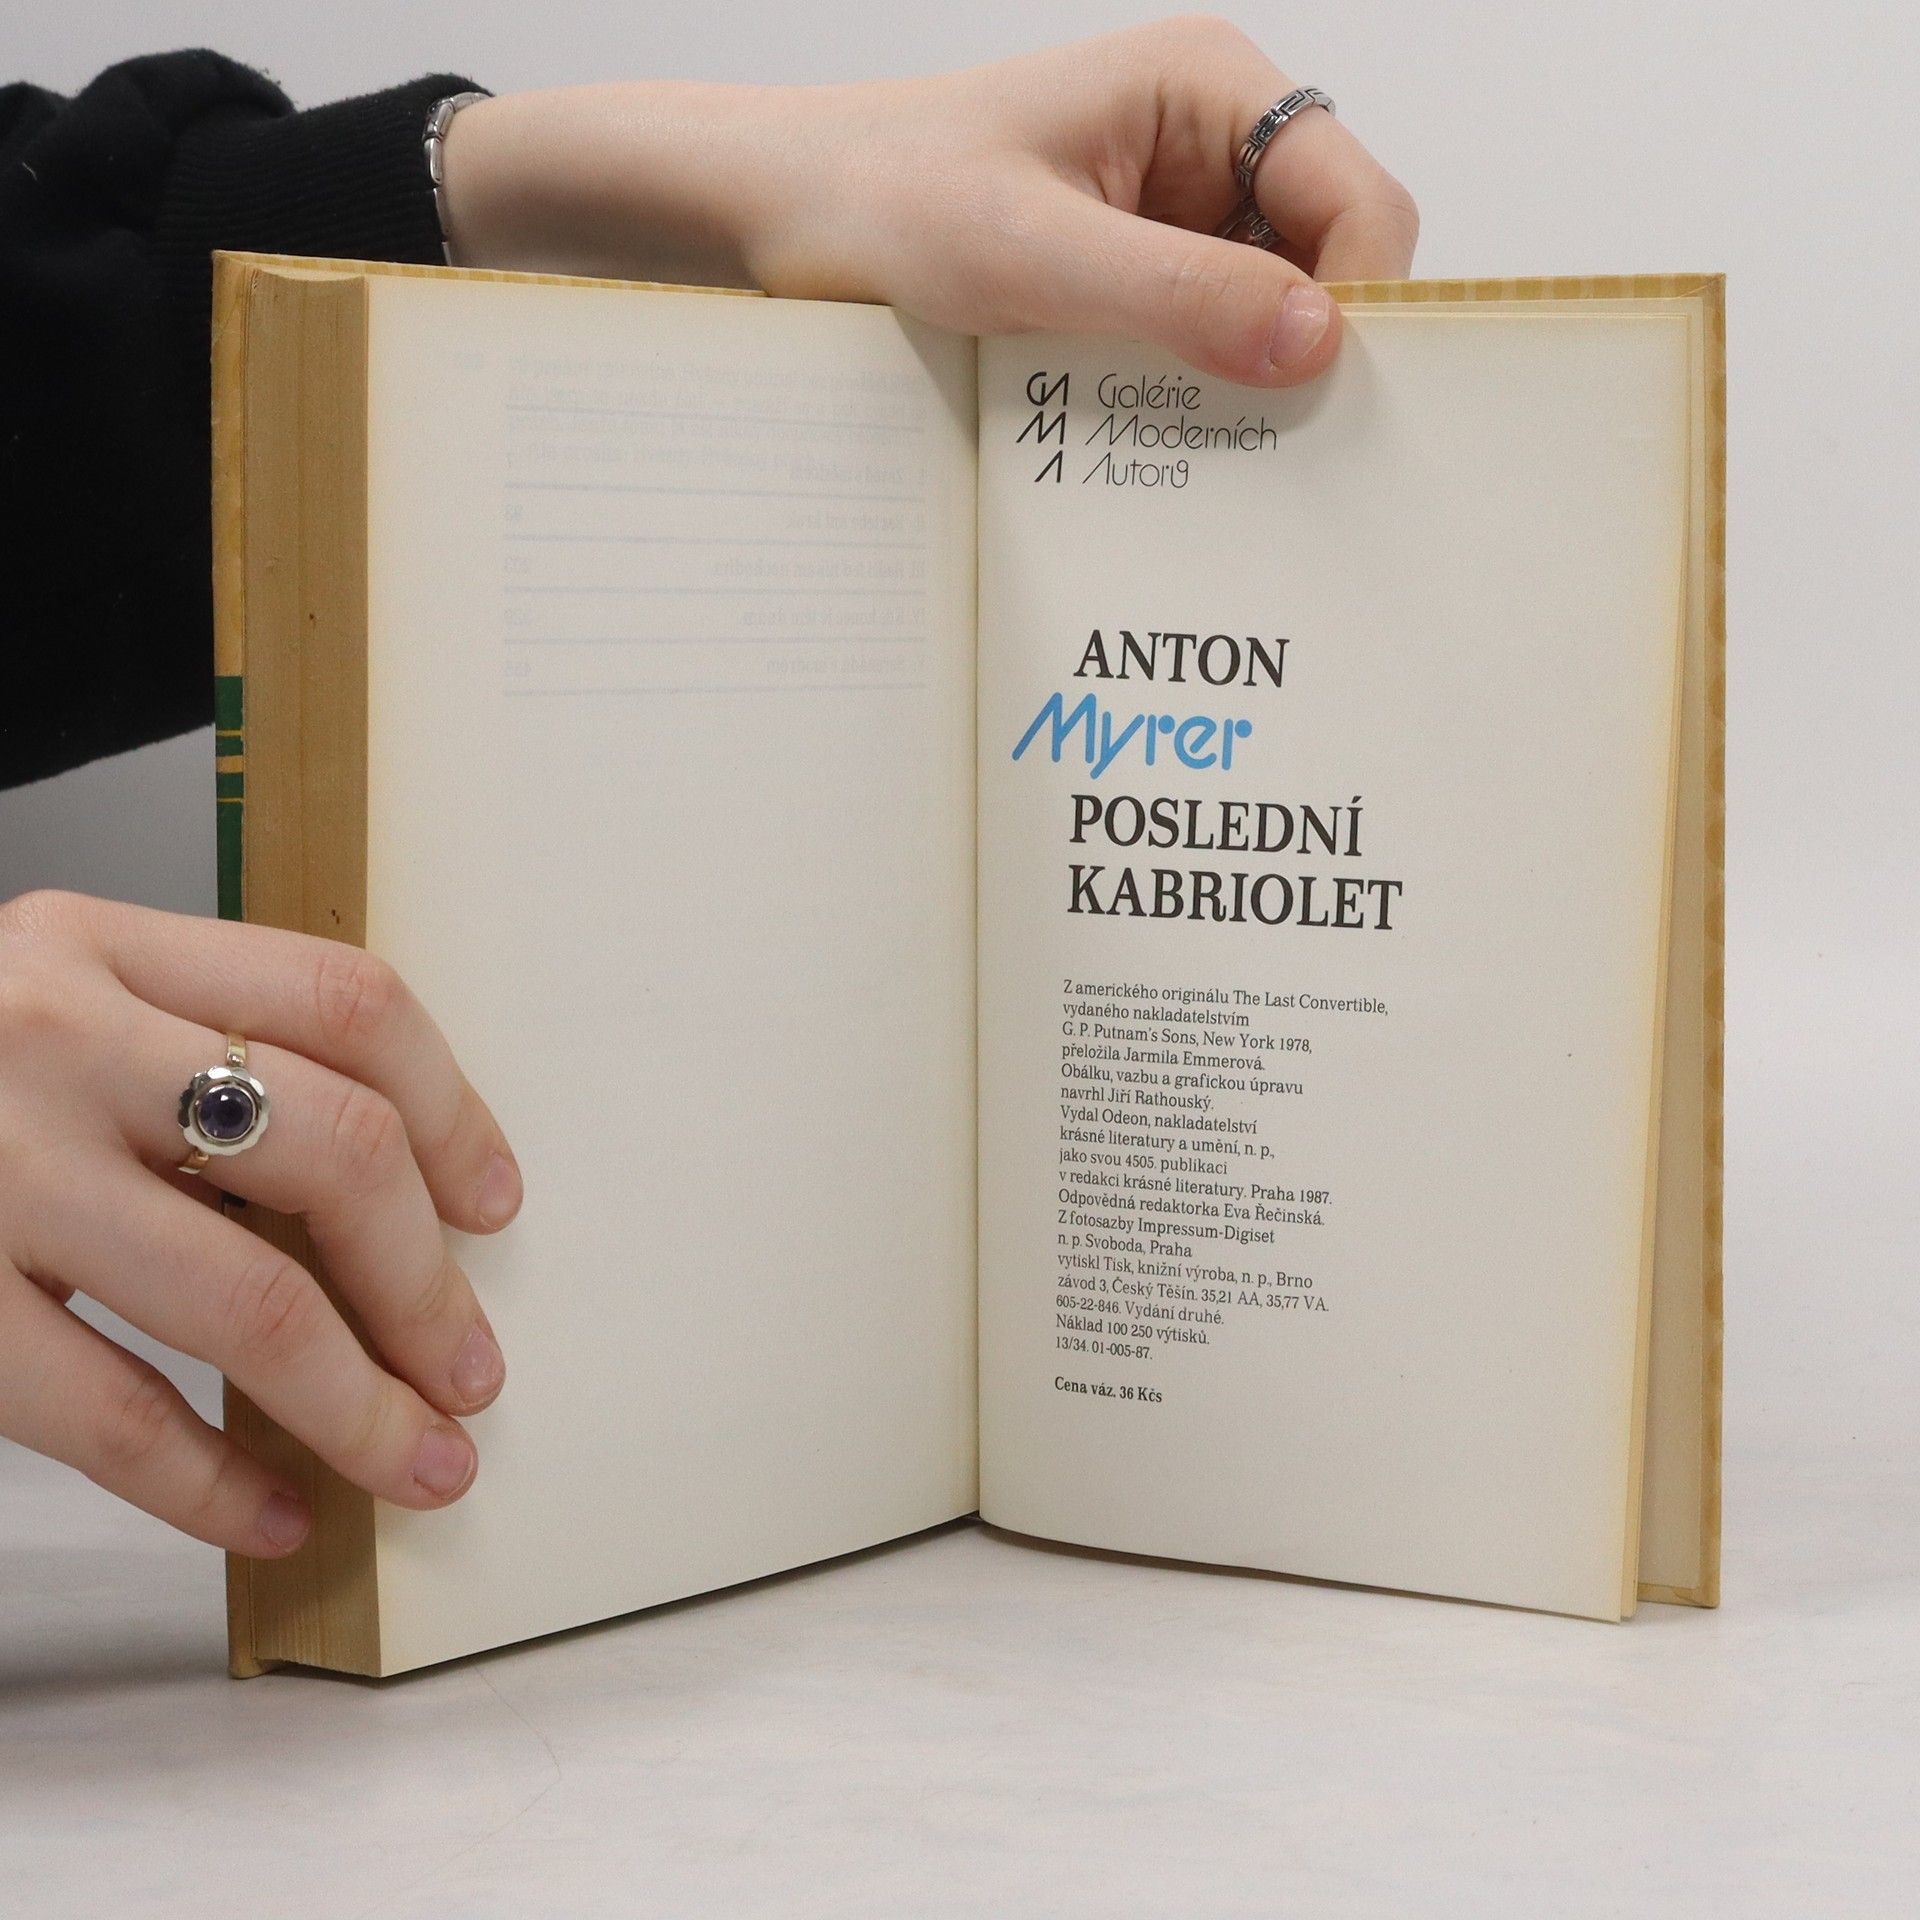 GA Galérie
MA Moderních
A Autorů
ANTON
Myrer
POSLEDNÍ
KABRIOLET
Z amerického originálu The Last Convertible,
vydaného nakladatelstvím
G. P. Putnam's Sons, New York 1978,
přeložila Jarmila Emmerová.
Obálku, vazbu a grafickou úpravu
navrhl Jiří Rathouský.
Vydal Odeon, nakladatelství
krásné literatury a umění, n. p.,
jako svou 4505. publikaci
v redakci krásné literatury. Praha 1987.
Odpovědná redaktorka Eva Řečinská.
Z fotosazby Impressum-Digiset
n. p. Svoboda, Praha
vytiskl Tisk, knižní výroba, n. p., Brno
závod 3, Český Těšín. 35,21 AA, 35,77 VA.
605-22-846. Vydání druhé.
Náklad 100 250 výtisků.
13/34. 01-005-87.
Cena váz. 36 Kčs